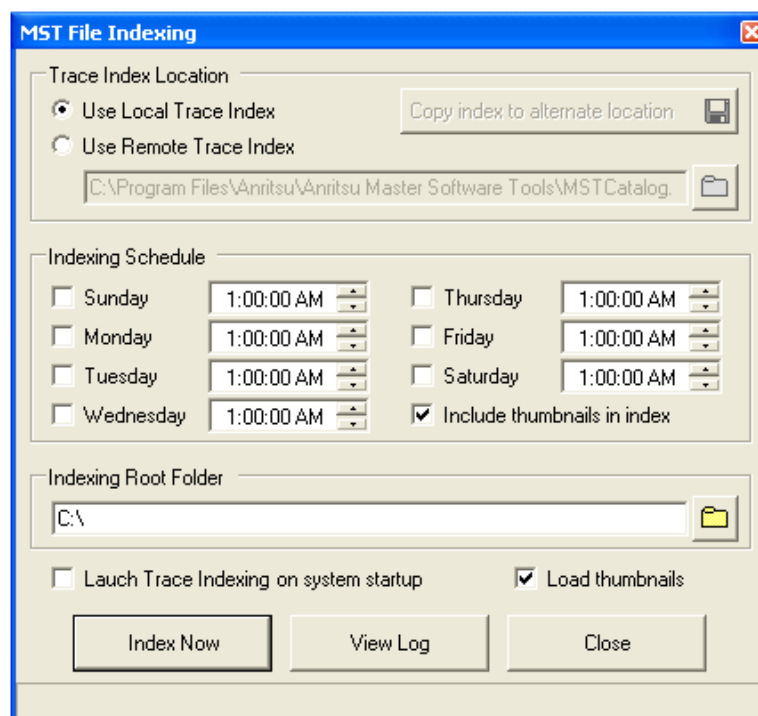 MST File Indexing
Trace Index Location
Use Local Trace Index
Copy index to alternate location
Use Remote Trace Index
C:\Program Files\Anritsu\Anritsu Master Software Tools\MSTCatalog.
Indexing Schedule
Sunday 1:00:00 AM Thursday 1:00:00 AM
Monday 1:00:00 AM Friday 1:00:00 AM
Tuesday 1:00:00 AM Saturday 1:00:00 AM
Wednesday 1:00:00 AM Include thumbnails in index
Indexing Root Folder
C:\
Lauch Trace Indexing on system startup Load thumbnails
Index Now View Log Close